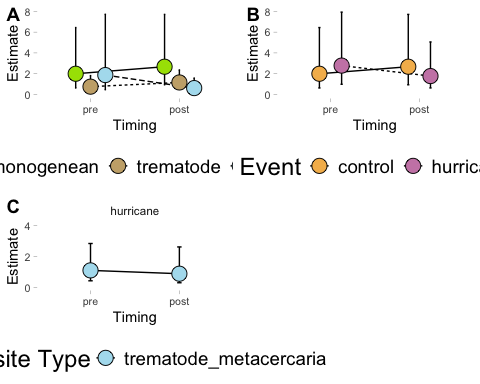 A
8
6
4
2
0
Estimate
pre
post
Timing
B
8
6
4
2
0
Estimate
pre
post
Timing
monogenean trematode
Event control hurric
C
hurricane
4
2
0
Estimate
pre
post
Timing
site Type trematode_metacercaria